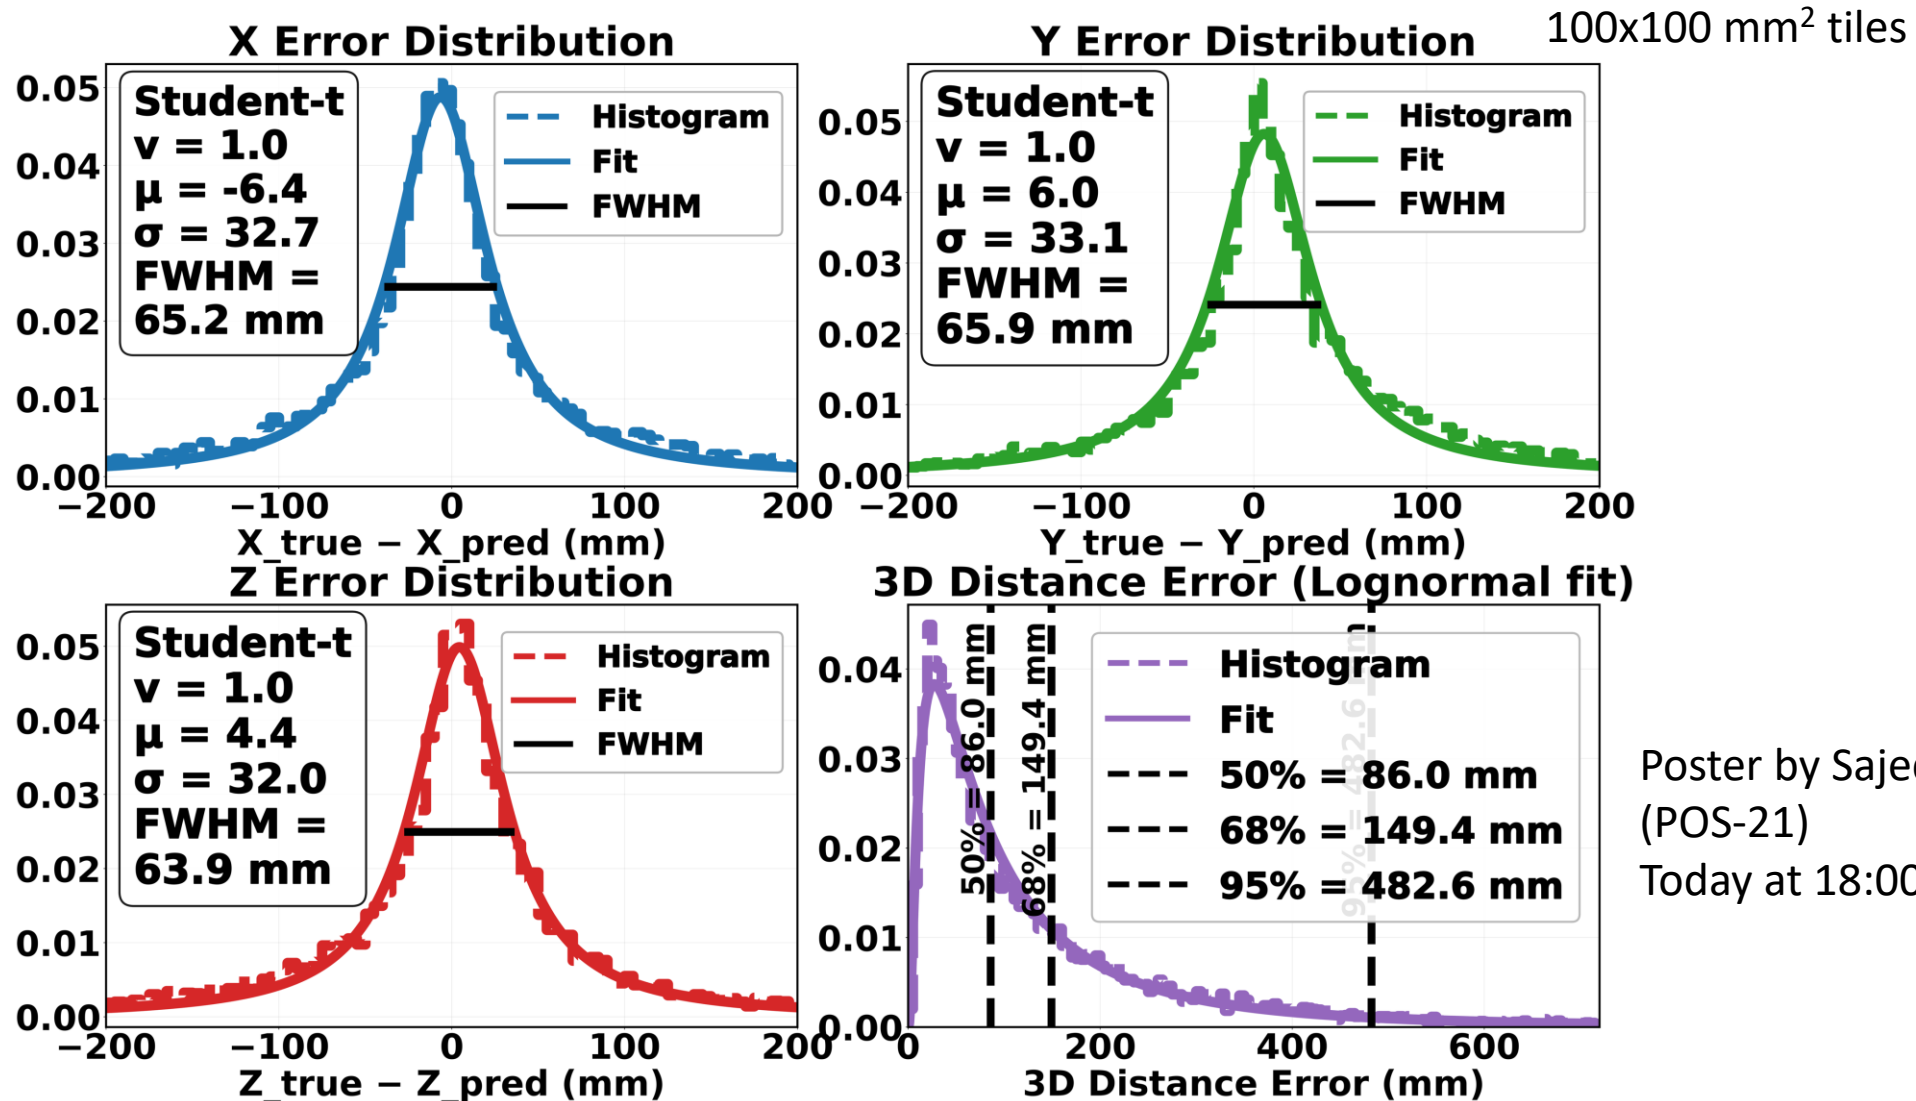 100x100 mm² tiles
X Error Distribution
0.05
0.04
0.03
0.02
0.01
0.00
Student-t
v = 1.0
μ = -6.4
σ = 32.7
FWHM =
65.2 mm
Histogram
Fit
FWHM
−200 −100 0 100 200
X_true − X_pred (mm)
Y Error Distribution
0.05
0.04
0.03
0.02
0.01
0.00
Student-t
v = 1.0
μ = 6.0
σ = 33.1
FWHM =
65.9 mm
Histogram
Fit
FWHM
−200 −100 0 100 200
Y_true − Y_pred (mm)
Z Error Distribution
0.05
0.04
0.03
0.02
0.01
0.00
Student-t
v = 1.0
μ = 4.4
σ = 32.0
FWHM =
63.9 mm
Histogram
Fit
FWHM
−200 −100 0 100 200
Z_true − Z_pred (mm)
3D Distance Error (Lognormal fit)
0.04
0.03
0.02
0.01
0.00
50% = 86.0 mm
68% = 149.4 mm
95% = 482.6 mm
Histogram
Fit
50% = 86.0 mm
68% = 149.4 mm
95% = 482.6 mm
0 200 400 600
3D Distance Error (mm)
Poster by
(POS-21)
Today at 18:00